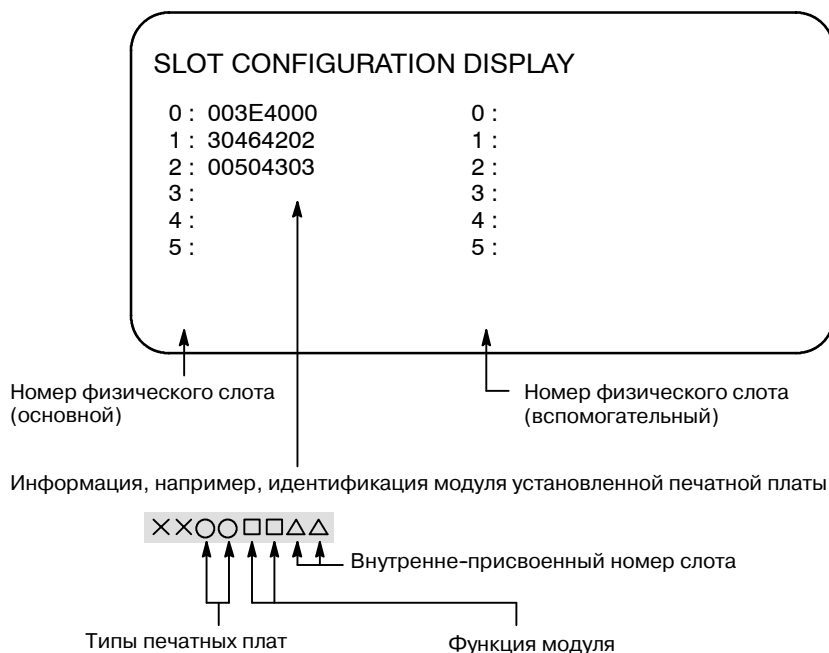 SLOT CONFIGURATION DISPLAY
0 : 003E4000 0 :
1 : 30464202 1 :
2 : 00504303 2 :
3 : 3 :
4 : 4 :
5 : 5 :
Номер физического слота
(основной)
Номер физического слота
(вспомогательный)
Информация, например, идентификация модуля установленной печатной платы
××○○□□△△
Внутренне-присвоенный номер слота
Типы печатных плат
Функция модуля